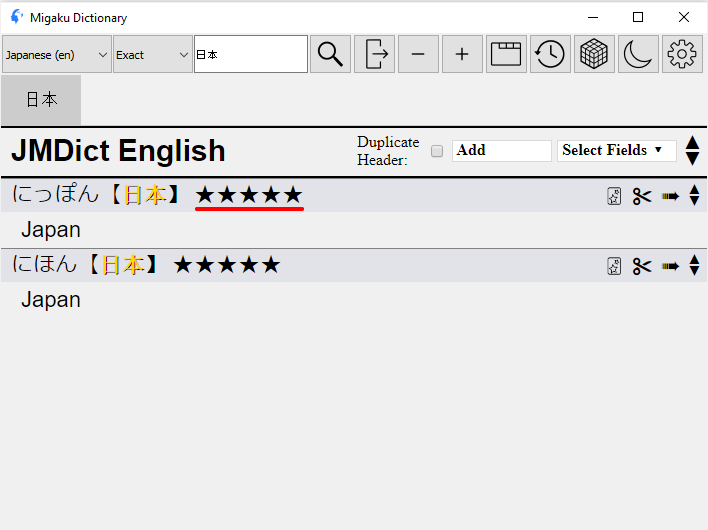 Migaku Dictionary
Japanese (en) Exact 日本
日本
JMDict English
Duplicate Header:
Add
Select Fields ▼
にっぽん【日本】 ★★★★★
Japan
にほん【日本】 ★★★★★
Japan